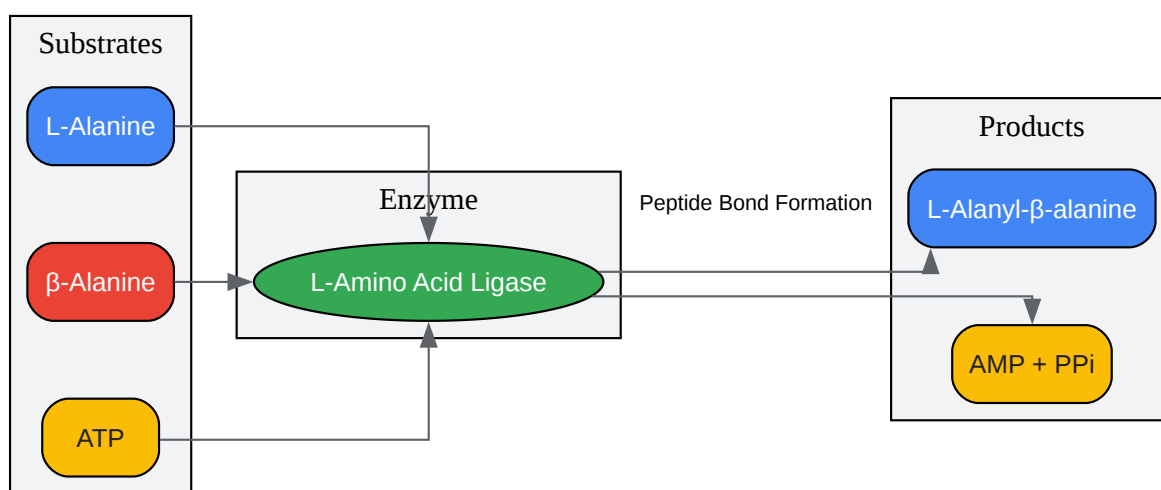 Substrates
L-Alanine
β-Alanine
ATP
Enzyme
L-Amino Acid Ligase
Peptide Bond Formation
Products
L-Alanyl-β-alanine
AMP + PPi